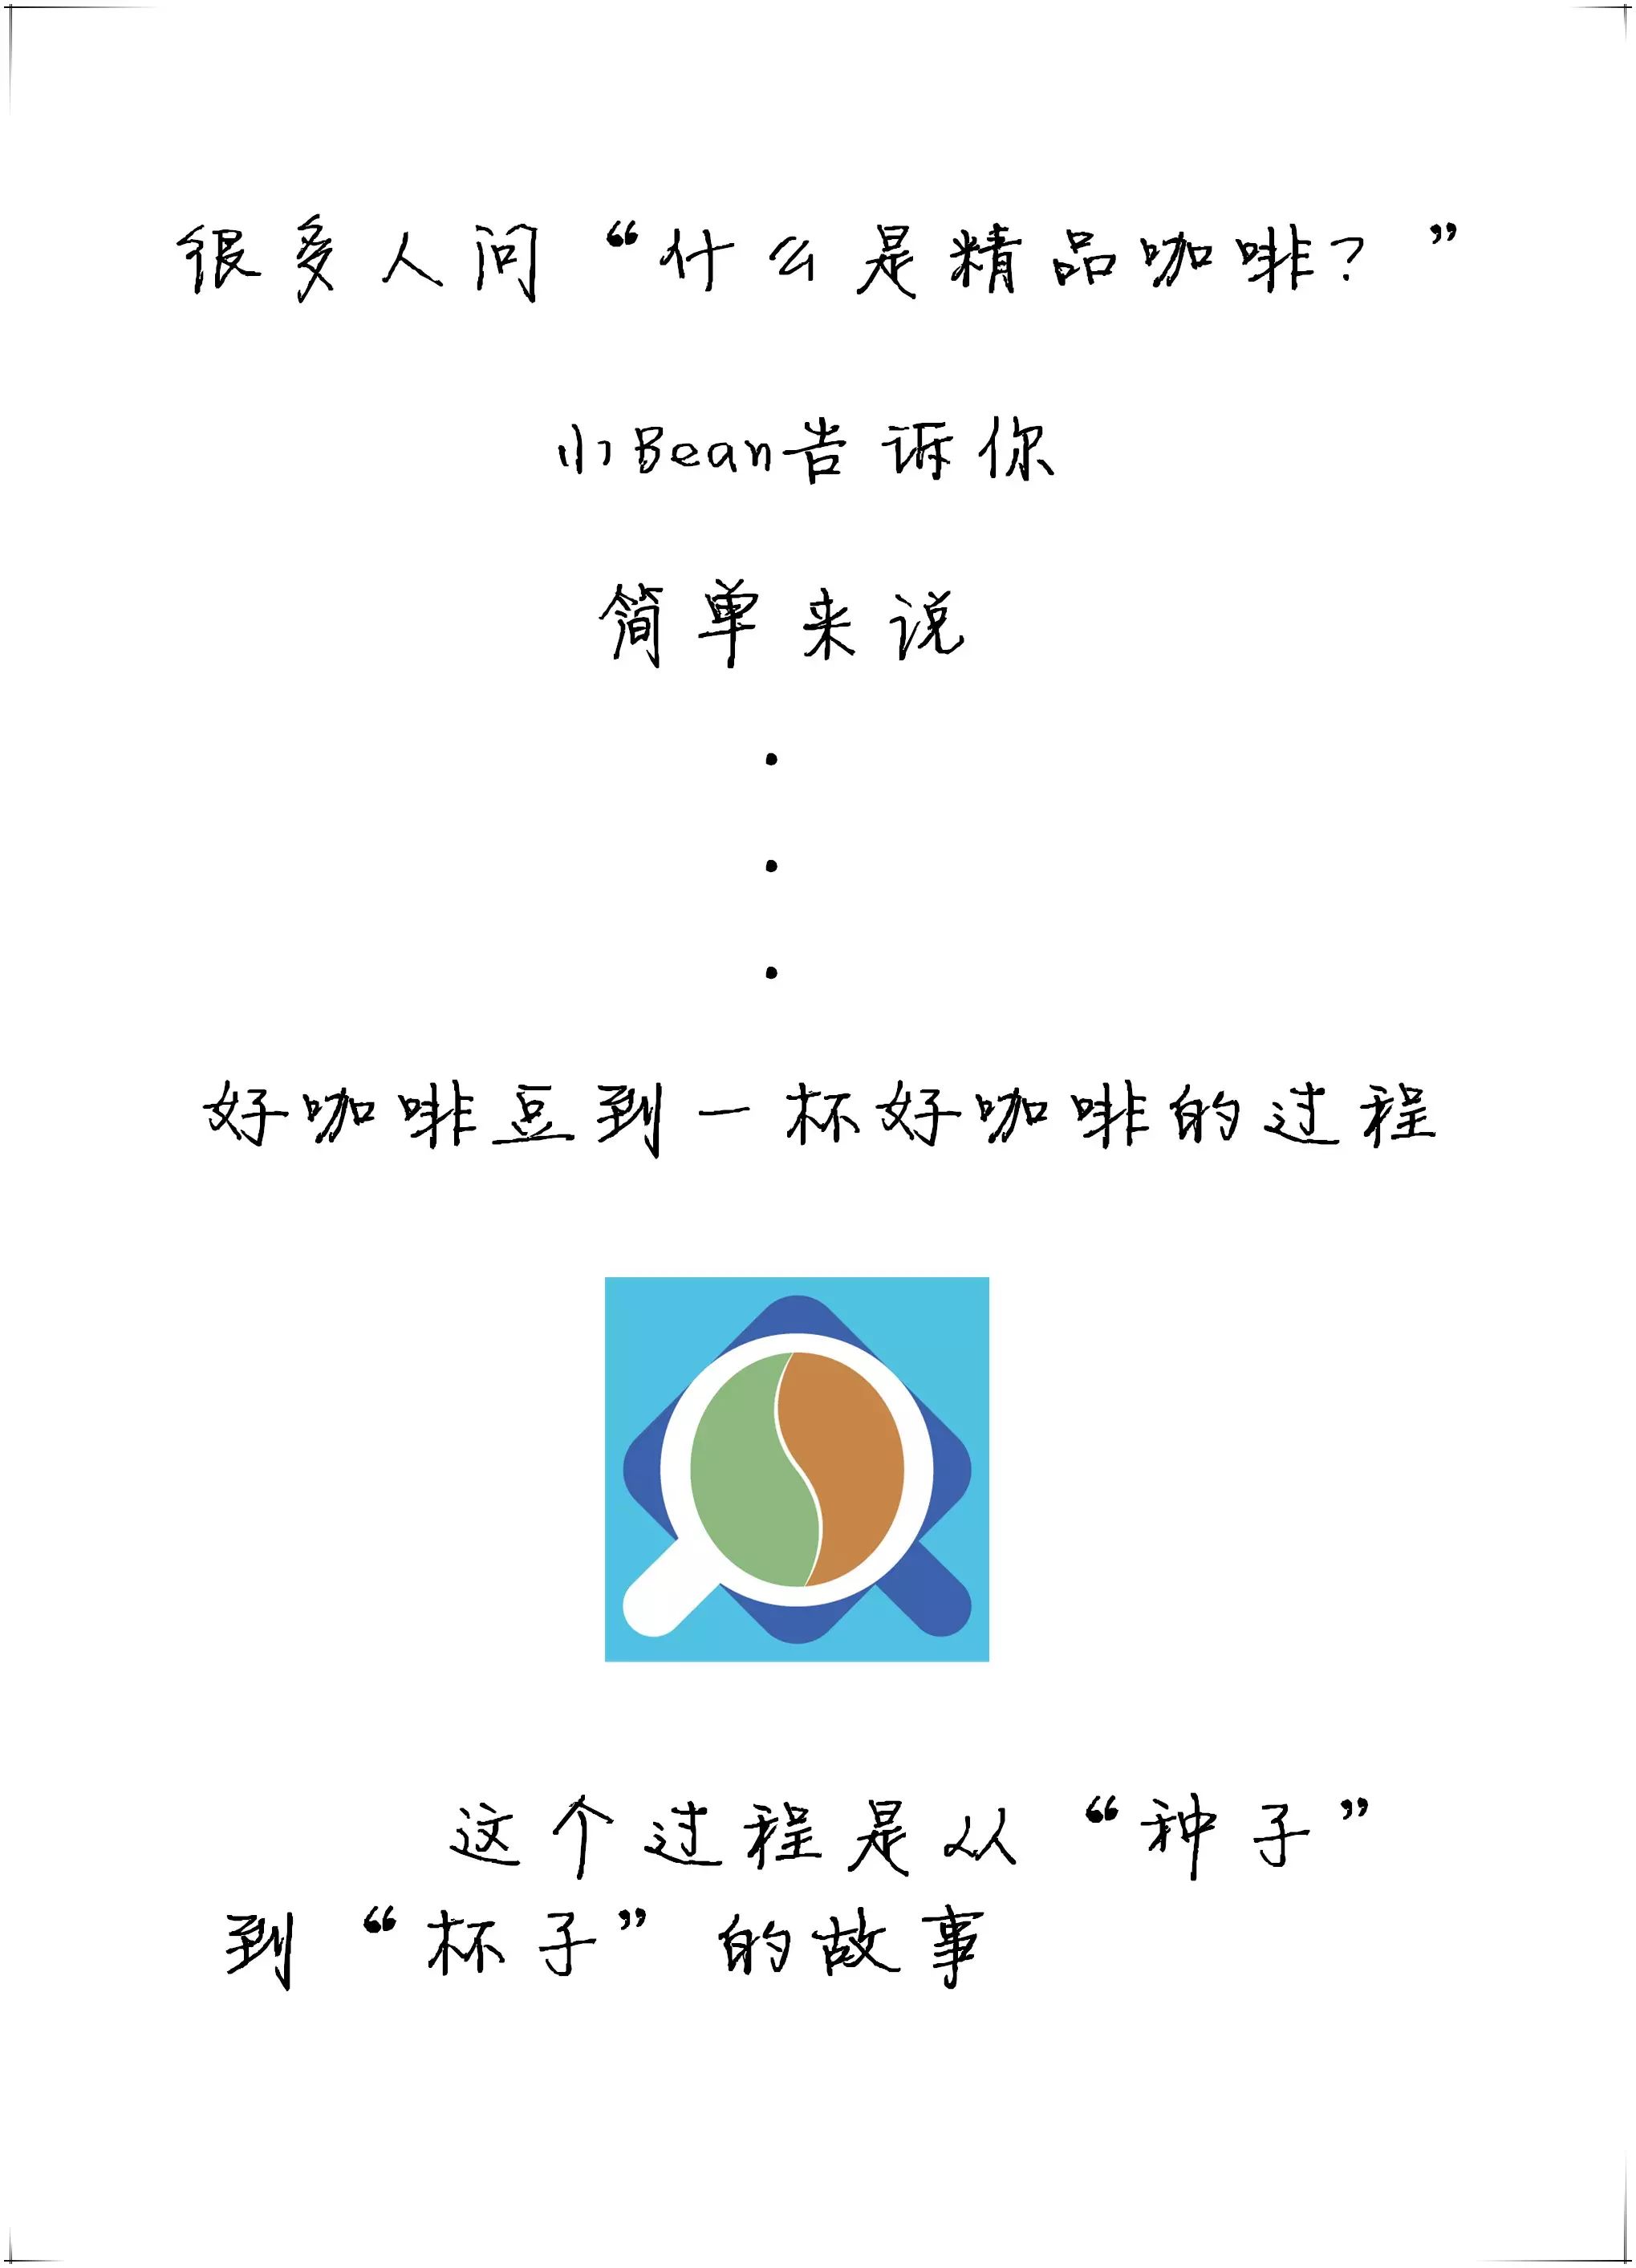 很多人问“什么是精品咖啡？”
小Bean告诉你
简单来说
·
·
·
好咖啡豆到一杯好咖啡的过程
这个过程是从“种子”
到“杯子”的故事